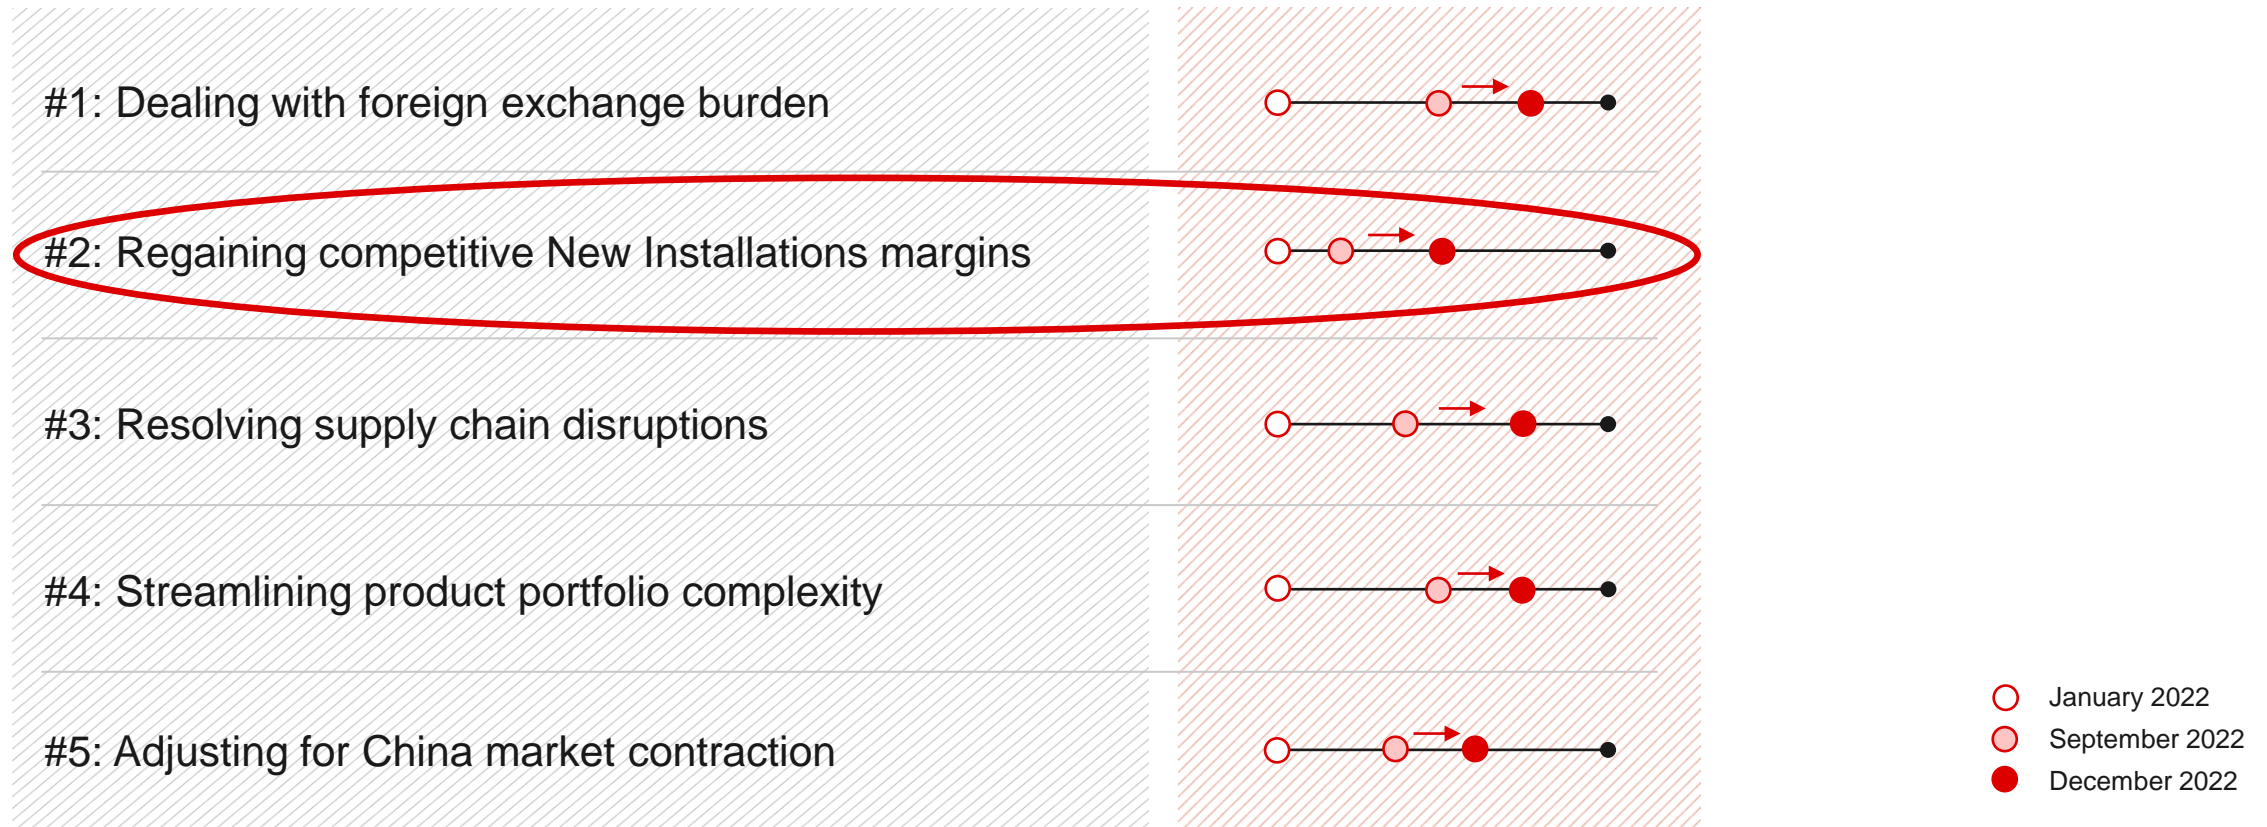 #1: Dealing with foreign exchange burden
#2: Regaining competitive New Installations margins
#3: Resolving supply chain disruptions
#4: Streamlining product portfolio complexity
#5: Adjusting for China market contraction
January 2022
September 2022
December 2022